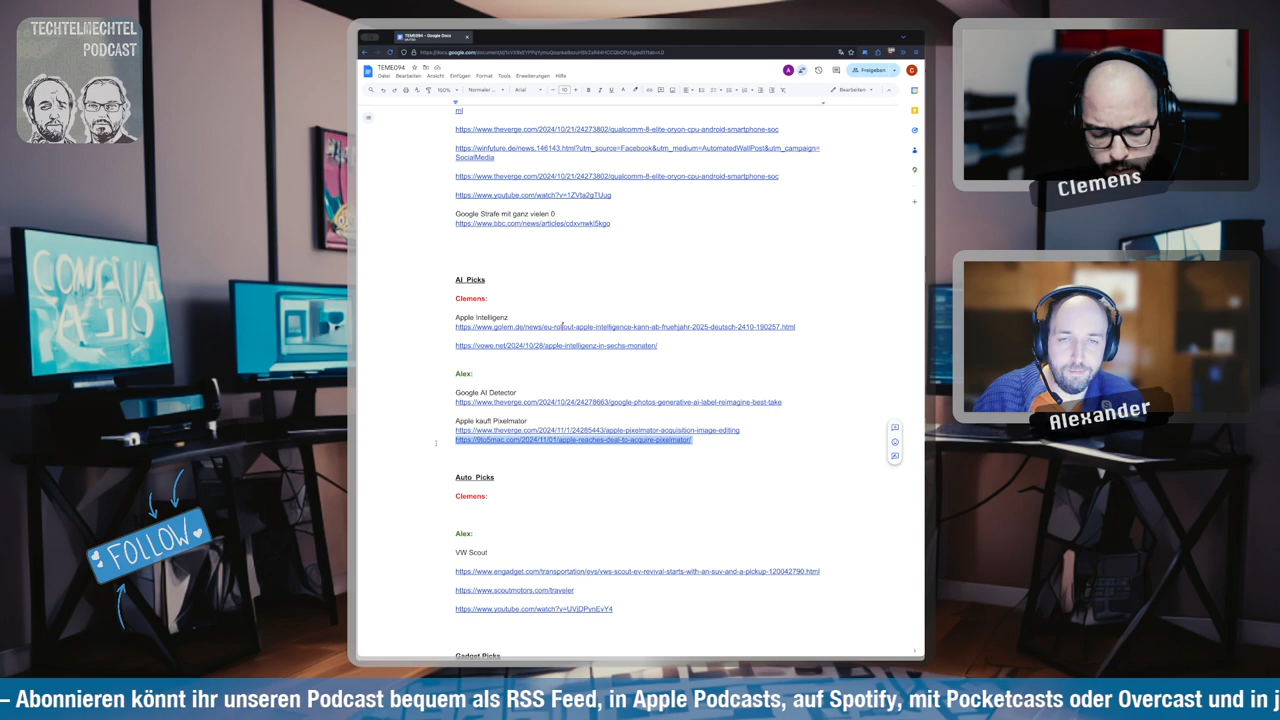 TECHTELMECHTEL
PODCAST
TEME094 - Google Docs
TEME094
Datei Bearbeiten Ansicht Einfügen Format Tools Erweiterungen Hilfe
Freigeben
A
C
100%
Normaler ...
Arial
10
Bearbeiten
ml
https://www.theverge.com/2024/10/21/24273802/qualcomm-8-elite-oryon-cpu-android-smartphone-soc
https://winfuture.de/news,146143.html?utm_source=Facebook&utm_medium=AutomatedWallPost&utm_campaign=
SocialMedia
https://www.theverge.com/2024/10/21/24273802/qualcomm-8-elite-oryon-cpu-android-smartphone-soc
https://www.youtube.com/watch?v=1ZVta2gTUug
Google Strafe mit ganz vielen 0
https://www.bbc.com/news/articles/cdxvnwkl5kgo
AI Picks
Clemens:
Apple Intelligenz
https://www.golem.de/news/eu-rollout-apple-intelligence-kann-ab-fruehjahr-2025-deutsch-2410-190257.html
https://vowe.net/2024/10/28/apple-intelligenz-in-sechs-monaten/
Alex:
Google AI Detector
https://www.theverge.com/2024/10/24/24278663/google-photos-generative-ai-label-reimagine-best-take
Apple kauft Pixelmator
https://www.theverge.com/2024/11/1/24285443/apple-pixelmator-acquisition-image-editing
https://9to5mac.com/2024/11/01/apple-reaches-deal-to-acquire-pixelmator/
Auto Picks
Clemens:
Alex:
VW Scout
https://www.engadget.com/transportation/evs/vws-scout-ev-revival-starts-with-an-suv-and-a-pickup-120042790.html
https://www.scoutmotors.com/traveler
https://www.youtube.com/watch?v=UVjDPynEvY4
Gadget Picks
Clemens
Alexander
FOLLOW
– Abonnieren könnt ihr unseren Podcast bequem als RSS Feed, in Apple Podcasts, auf Spotify, mit Pocketcasts oder Overcast und in j